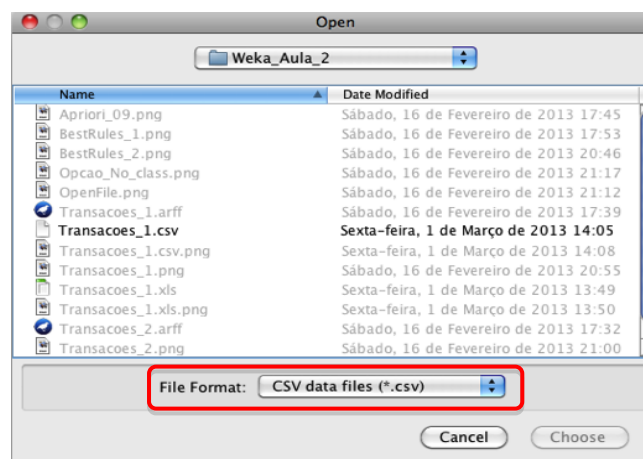 Open
Weka_Aula_2
Name Date Modified
Apriori_09.png Sábado, 16 de Fevereiro de 2013 17:45
BestRules_1.png Sábado, 16 de Fevereiro de 2013 17:53
BestRules_2.png Sábado, 16 de Fevereiro de 2013 20:46
Opcao_No_class.png Sábado, 16 de Fevereiro de 2013 21:17
OpenFile.png Sábado, 16 de Fevereiro de 2013 21:12
Transacoes_1.arff Sábado, 16 de Fevereiro de 2013 17:39
Transacoes_1.csv Sexta-feira, 1 de Março de 2013 14:05
Transacoes_1.csv.png Sexta-feira, 1 de Março de 2013 14:08
Transacoes_1.png Sábado, 16 de Fevereiro de 2013 20:55
Transacoes_1.xls Sexta-feira, 1 de Março de 2013 13:49
Transacoes_1.xls.png Sexta-feira, 1 de Março de 2013 13:50
Transacoes_2.arff Sábado, 16 de Fevereiro de 2013 17:32
Transacoes_2.png Sábado, 16 de Fevereiro de 2013 21:00
File Format: CSV data files (*.csv)
Cancel Choose